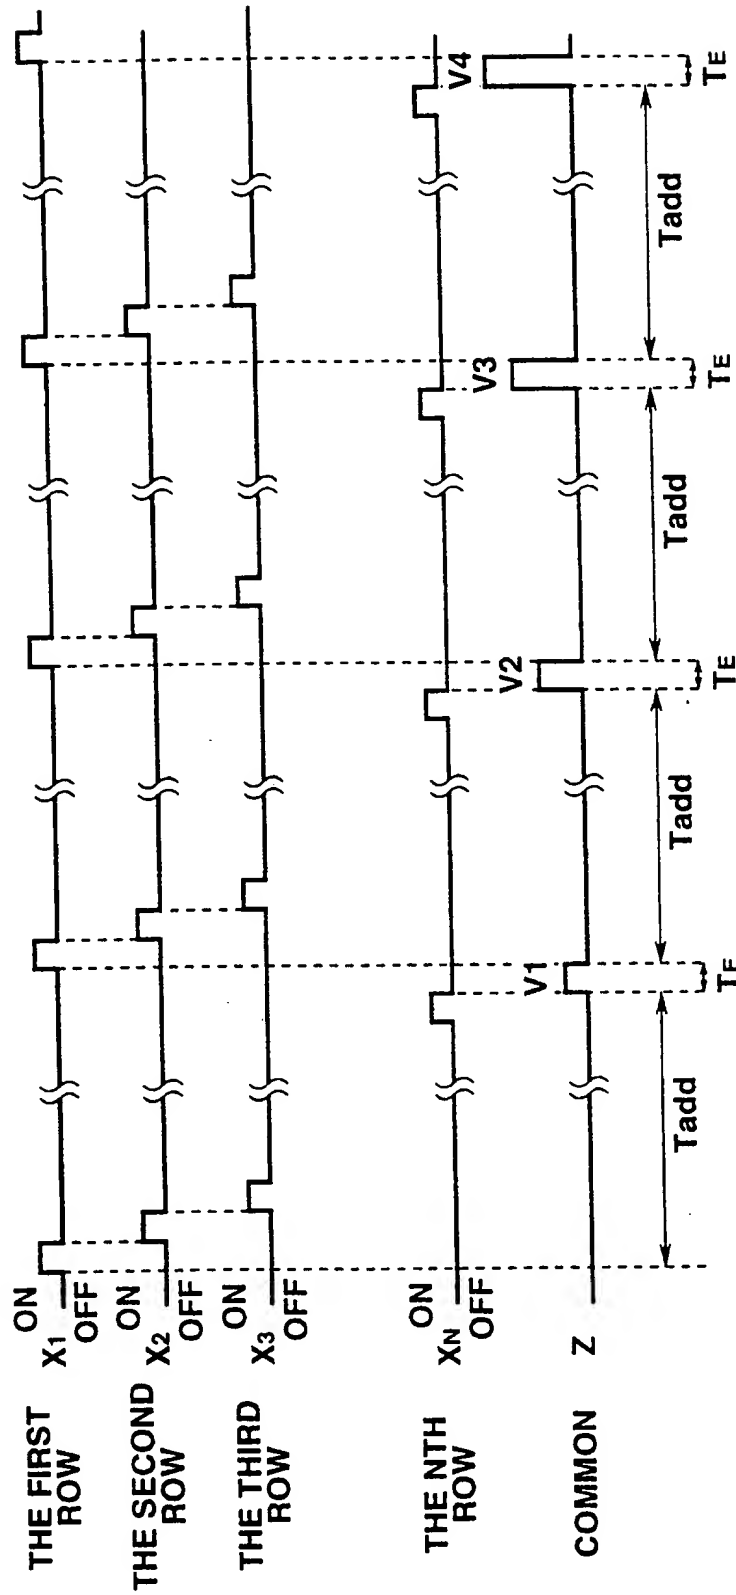 THE FIRST
ROW
X1
ON
OFF
THE SECOND
ROW
X2
ON
OFF
THE THIRD
ROW
X3
ON
OFF
THE NTH
ROW
XN
ON
OFF
V1
V2
V3
V4
COMMON
Z
Tadd
TE
Tadd
TE
Tadd
TE
Tadd
TE